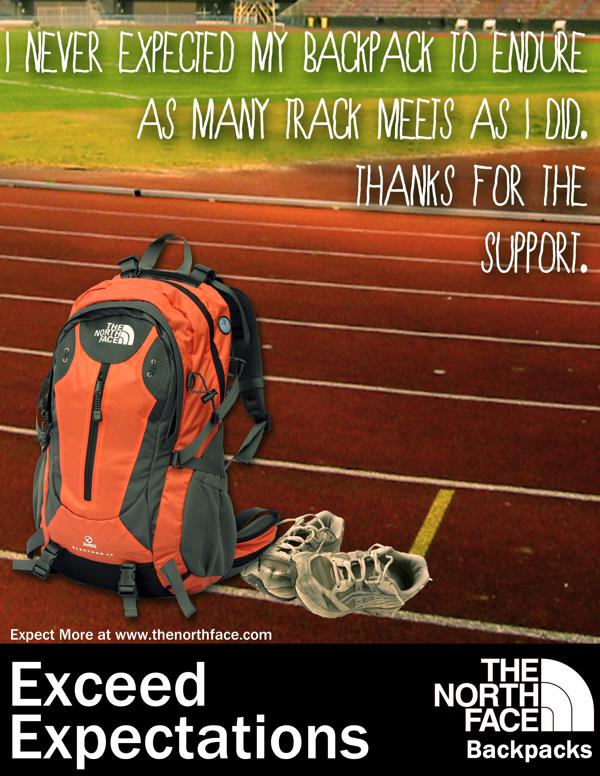 I NEVER EXPECTED MY BACKPACK TO ENDURE
AS MANY TRACK MEETS AS I DID.
THANKS FOR THE
SUPPORT.
THE
NORTH
FACE
Expect More at www.thenorthface.com
Exceed
Expectations
THE
NORTH
FACE
Backpacks